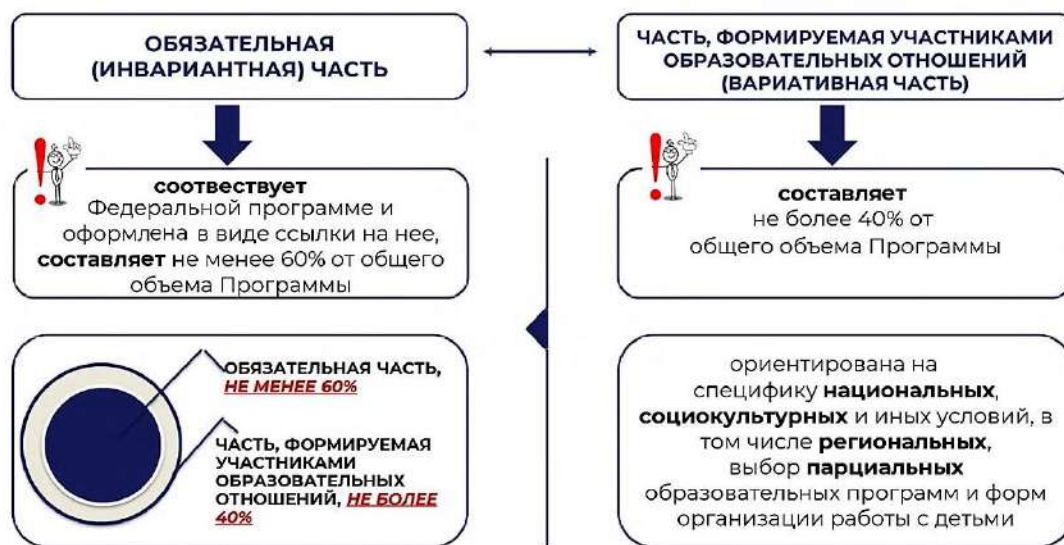 ОБЯЗАТЕЛЬНАЯ
(ИНВАРИАНТНАЯ) ЧАСТЬ
ЧАСТЬ, ФОРМИРУЕМАЯ УЧАСТНИКАМИ
ОБРАЗОВАТЕЛЬНЫХ ОТНОШЕНИЙ
(ВАРИАТИВНАЯ ЧАСТЬ)
соотвествует
Федеральной программе и
оформлена в виде ссылки на нее,
составляет не менее 60% от общего
объема Программы
составляет
не более 40% от
общего объема Программы
ОБЯЗАТЕЛЬНАЯ ЧАСТЬ,
НЕ МЕНЕЕ 60%
ЧАСТЬ, ФОРМИРУЕМАЯ
УЧАСТНИКАМИ
ОБРАЗОВАТЕЛЬНЫХ
ОТНОШЕНИЙ, НЕ БОЛЕЕ
40%
ориентирована на
специфику национальных,
социокультурных и иных условий, в
том числе региональных,
выбор парциальных
образовательных программ и форм
организации работы с детьми